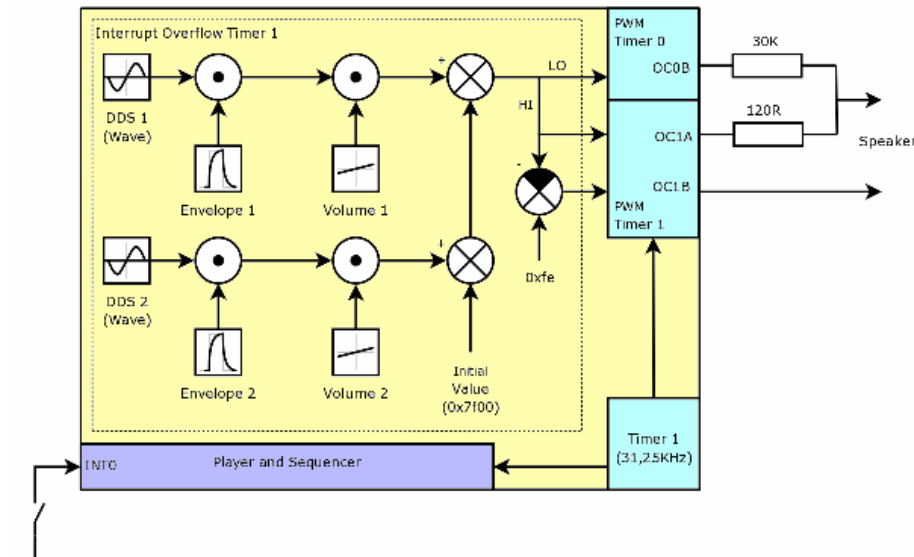 Interrupt Overflow Timer 1
DDS 1
(Wave)
Envelope 1
Volume 1
+
LO
HI
-
0xfe
DDS 2
(Wave)
Envelope 2
Volume 2
+
Initial
Value
(0x7f00)
PWM
Timer 0
OC0B
OC1A
OC1B
PWM
Timer 1
30K
120R
Speaker
Timer 1
(31,25KHz)
INT0
Player and Sequencer